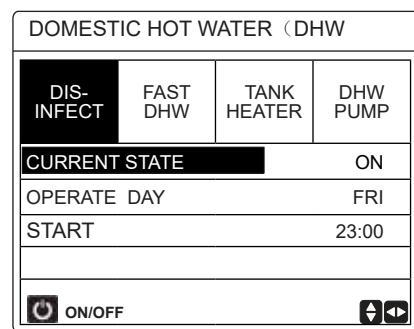 DOMESTIC HOT WATER（DHW
DIS-
INFECT
FAST
DHW
TANK
HEATER
DHW
PUMP
CURRENT STATE ON
OPERATE DAY FRI
START 23:00
ON/OFF